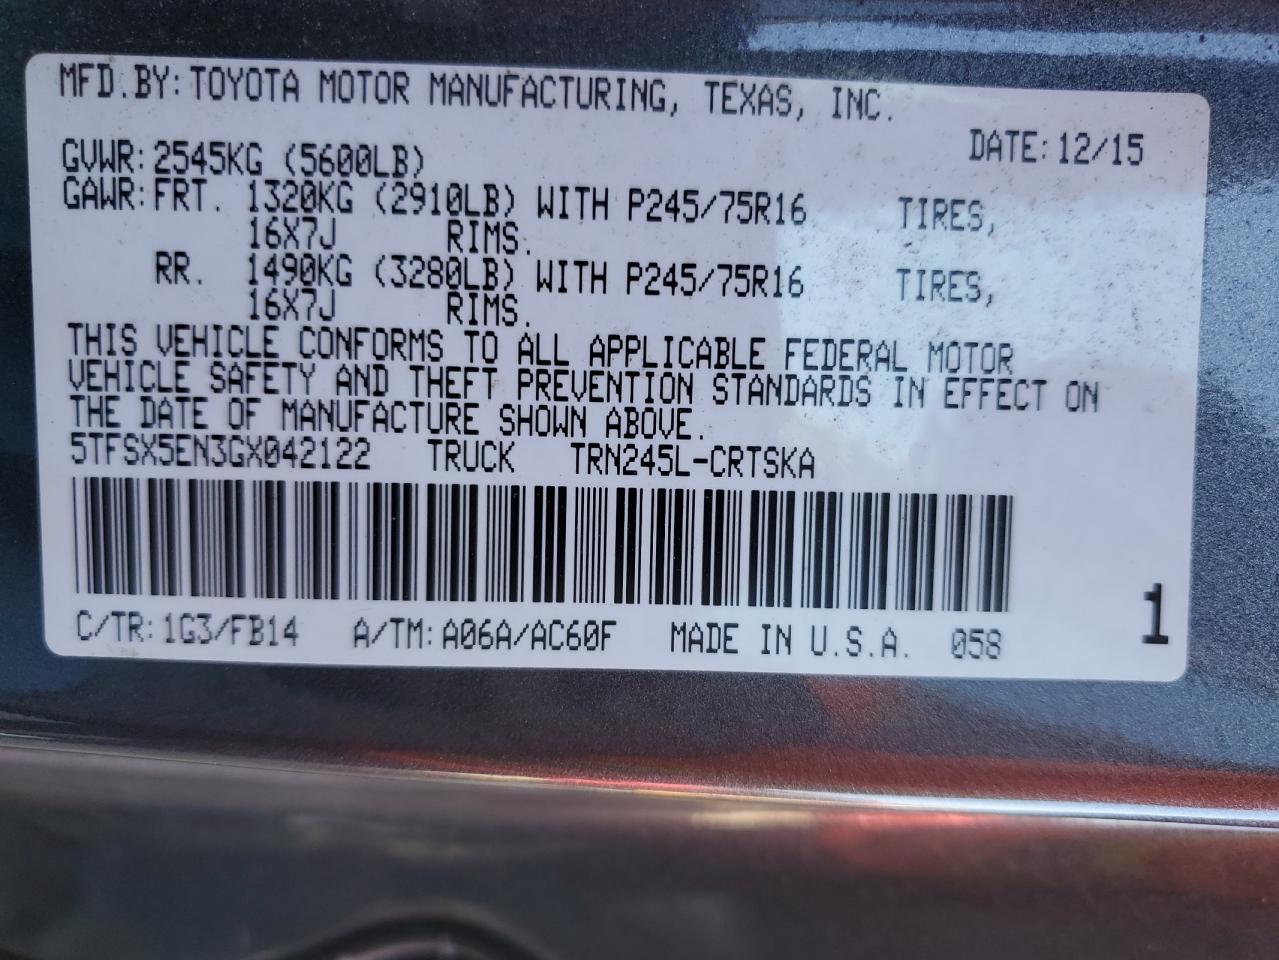 MFD.BY: TOYOTA MOTOR MANUFACTURING, TEXAS, INC.
DATE: 12/15
GVWR: 2545KG (5600LB)
GAWR: FRT. 1320KG (2910LB) WITH P245/75R16 TIRES,
16X7J RIMS.
RR. 1490KG (3280LB) WITH P245/75R16 TIRES,
16X7J RIMS.
THIS VEHICLE CONFORMS TO ALL APPLICABLE FEDERAL MOTOR
VEHICLE SAFETY AND THEFT PREVENTION STANDARDS IN EFFECT ON
THE DATE OF MANUFACTURE SHOWN ABOVE.
5TFSX5EN3GX042122 TRUCK TRN245L-CRTSKA
C/TR: 1G3/FB14 A/TM: A06A/AC60F MADE IN U.S.A. 058
1